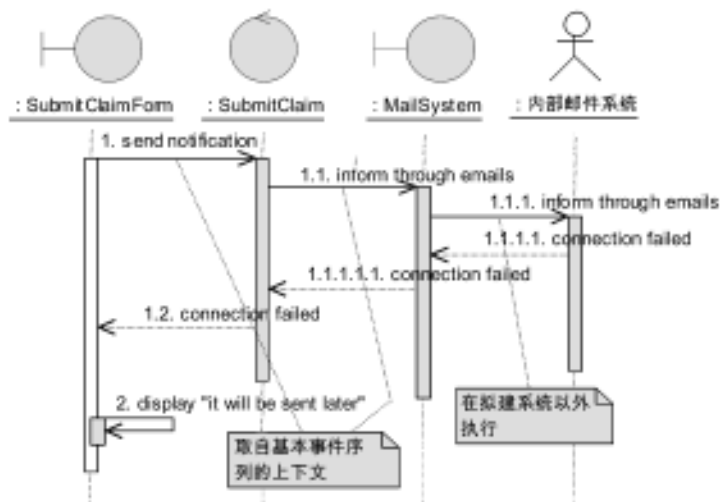 : SubmitClaimForm
: SubmitClaim
: MailSystem
: 内部邮件系统
1. send notification
1.1. inform through emails
1.1.1. inform through emails
1.1.1.1. connection failed
1.1.1.1.1. connection failed
1.2. connection failed
2. display "it will be sent later"
在拟建系统以外
执行
取自基本事件序
列的上下文